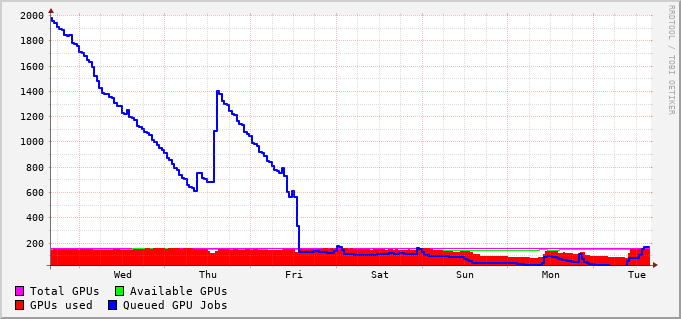 RRDTOOL / TOBI OETIKER
2000
1800
1600
1400
1200
1000
800
600
400
200
Wed Thu Fri Sat Sun Mon Tue
Total GPUs Available GPUs
GPUs used Queued GPU Jobs